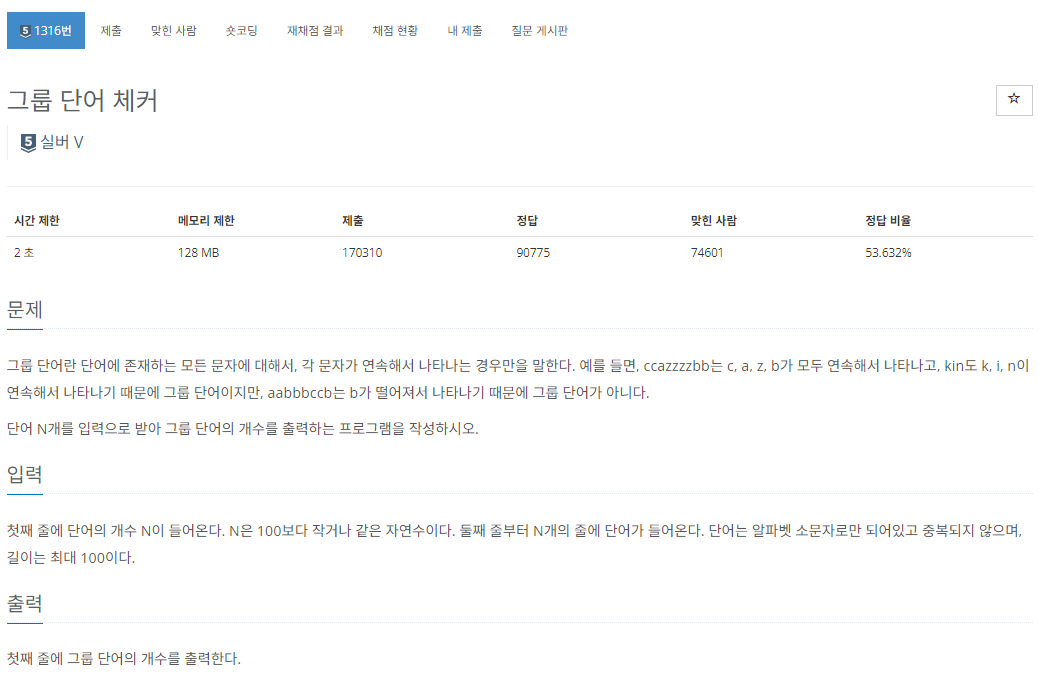 5 1316번 제출 맞힌 사람 숏코딩 재채점 결과 채점 현황 내 제출 질문 게시판
그룹 단어 체커
5 실버 V
시간 제한 메모리 제한 제출 정답 맞힌 사람 정답 비율
2 초 128 MB 170310 90775 74601 53.632%
문제
그룹 단어란 단어에 존재하는 모든 문자에 대해서, 각 문자가 연속해서 나타나는 경우만을 말한다. 예를 들면, ccazzzzbb는 c, a, z, b가 모두 연속해서 나타나고, kin도 k, i, n이
연속해서 나타나기 때문에 그룹 단어이지만, aabbbccb는 b가 떨어져서 나타나기 때문에 그룹 단어가 아니다.
단어 N개를 입력으로 받아 그룹 단어의 개수를 출력하는 프로그램을 작성하시오.
입력
첫째 줄에 단어의 개수 N이 들어온다. N은 100보다 작거나 같은 자연수이다. 둘째 줄부터 N개의 줄에 단어가 들어온다. 단어는 알파벳 소문자로만 되어있고 중복되지 않으며,
길이는 최대 100이다.
출력
첫째 줄에 그룹 단어의 개수를 출력한다.